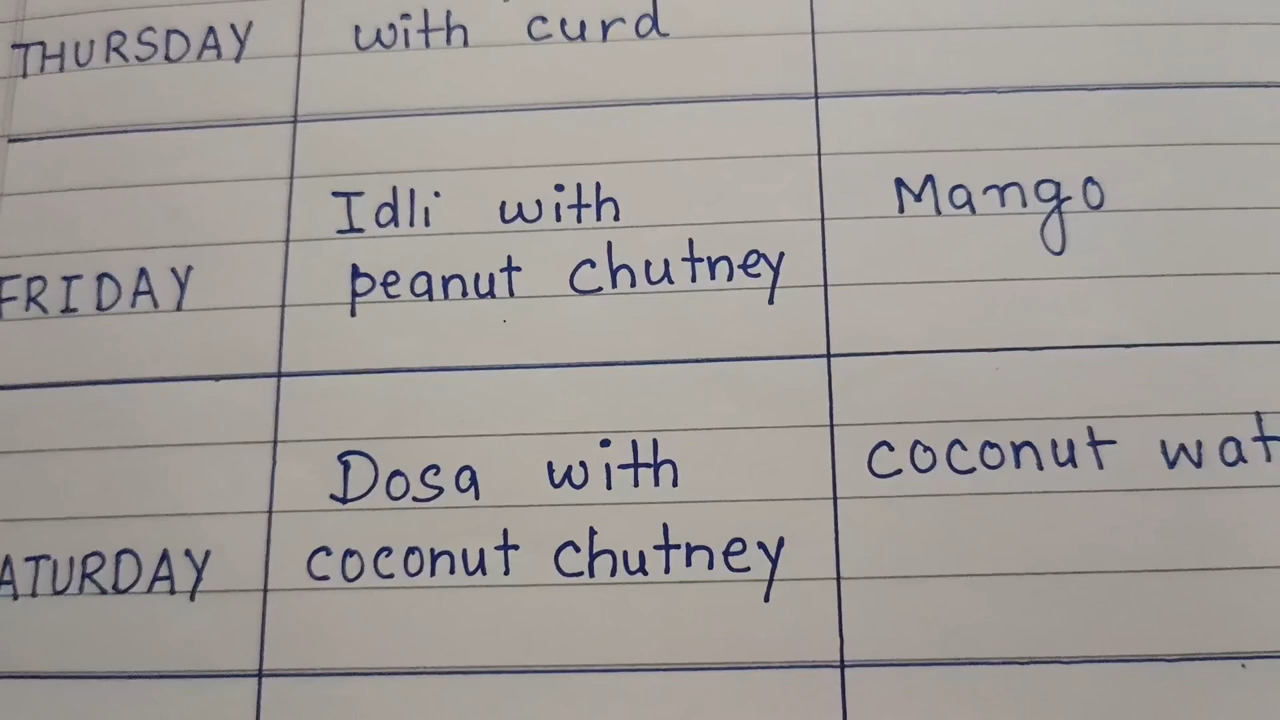 THURSDAY with curd
Idli with Mango
FRIDAY peanut chutney
Dosa with coconut wat
ATURDAY coconut chutney